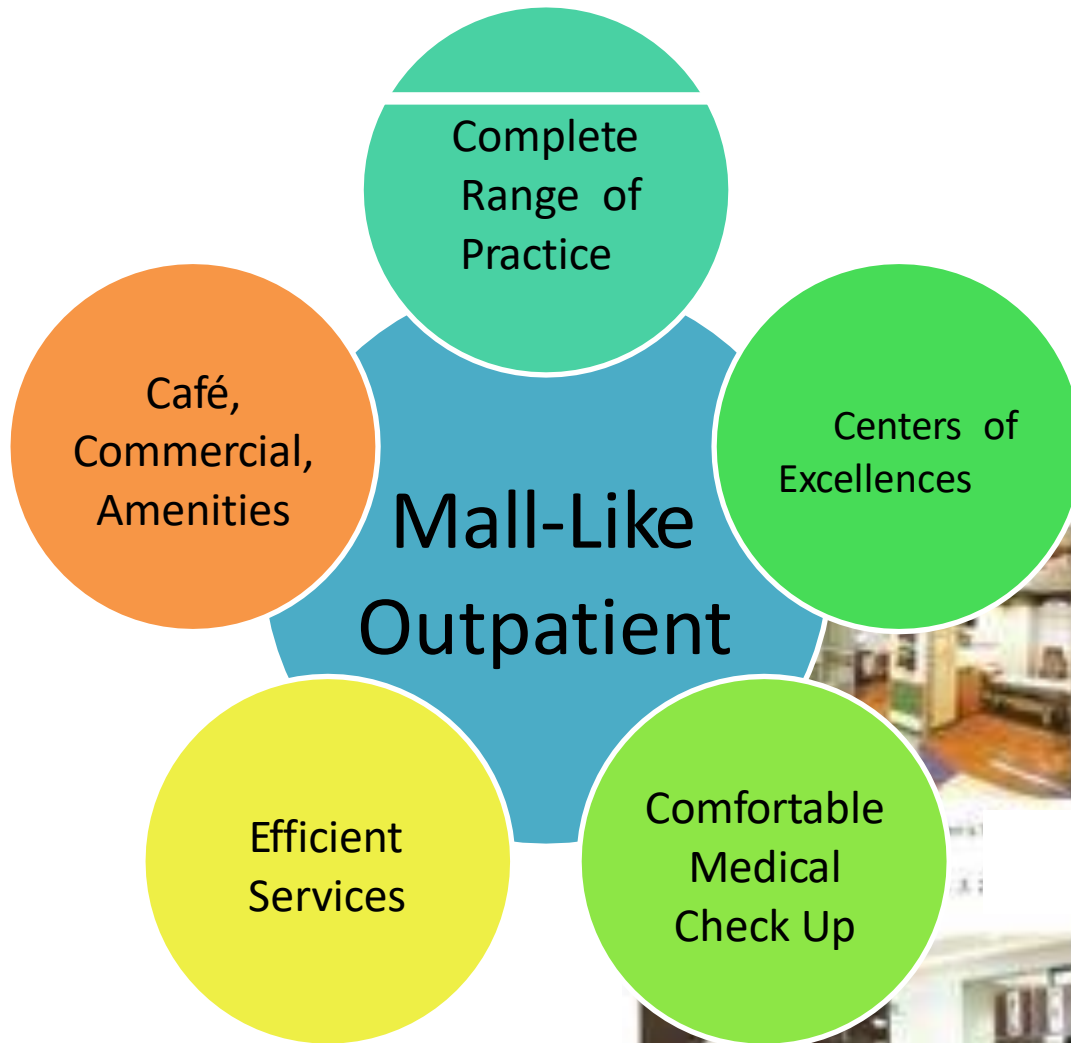 Complete
Range of
Practice
Café,
Commercial,
Amenities
Centers of
Excellences
Mall-Like
Outpatient
Efficient
Services
Comfortable
Medical
Check Up